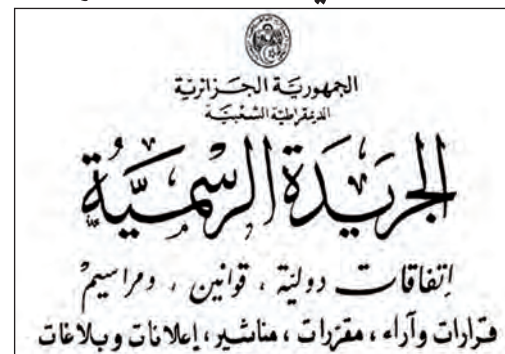 الجمهورية الجزائرية
الديمقراطية الشعبية
الجريدة الرسمية
إتفاقات دولية ، قوانين ، ومراسيم
قرارات وآراء ، مقررات ، مناشير ، إعلانات وبلاغات